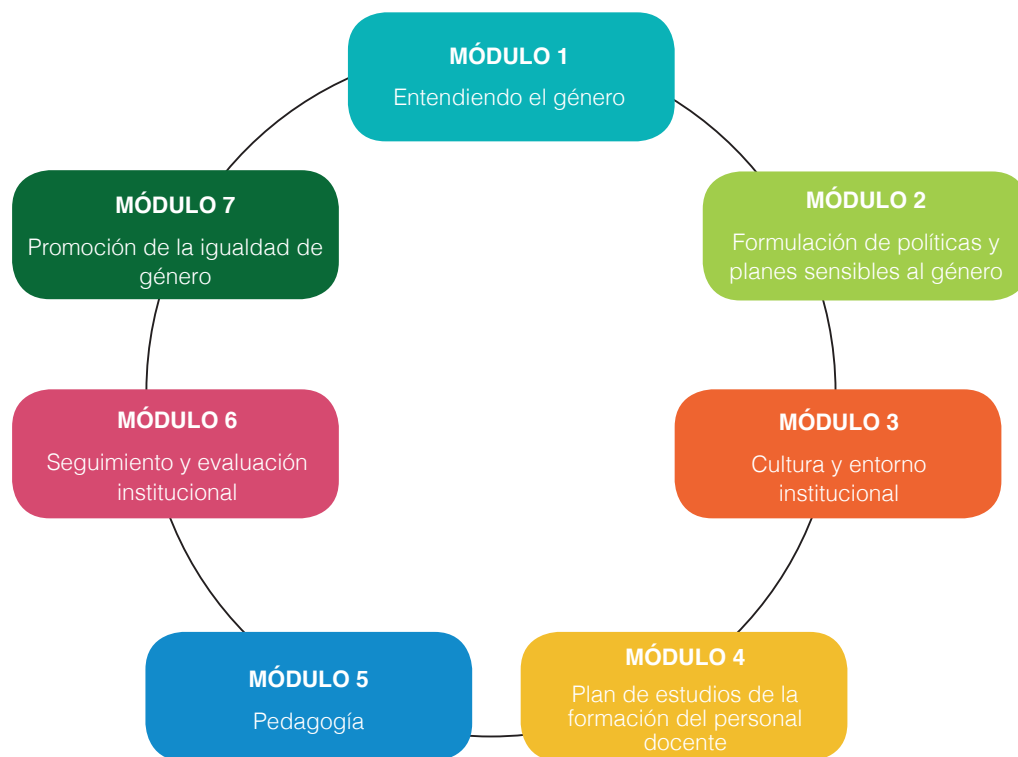 MÓDULO 1
Entendiendo el género
MÓDULO 2
Formulación de políticas y
planes sensibles al género
MÓDULO 3
Cultura y entorno
institucional
MÓDULO 4
Plan de estudios de la
formación del personal
docente
MÓDULO 5
Pedagogía
MÓDULO 6
Seguimiento y evaluación
institucional
MÓDULO 7
Promoción de la igualdad de
género